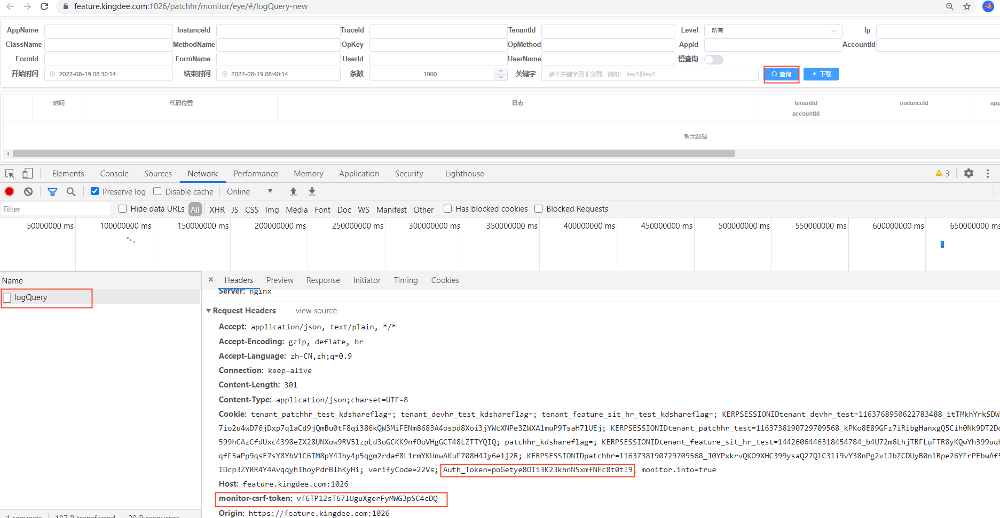 feature.kingdee.com:1026/patchhr/monitor/eye/#/logQuery-new
AppName InstanceId TraceId TenantId Level 所有 Ip
ClassName MethodName OpKey OpMethod AppId AccountId
FormId FormName UserId UserName 慢查询
开始时间 2022-08-19 08:30:14 结束时间 2022-08-19 08:40:14 条数 1000 关键字 多个关键字用 || 分割，例如： key1||key2 查询 下载
时间 代码位置 日志 tenantId instanceId app
accountId
暂无数据
Elements Console Sources Network Performance Memory Application Security Lighthouse 3
Preserve log Disable cache Online
Filter Hide data URLs All XHR JS CSS Img Media Font Doc WS Manifest Other Has blocked cookies Blocked Requests
50000000 ms 100000000 ms 150000000 ms 200000000 ms 250000000 ms 300000000 ms 350000000 ms 400000000 ms 450000000 ms 500000000 ms 550000000 ms 600000000 ms 650000000 ms
Name Headers Preview Response Initiator Timing Cookies
logQuery
Server: nginx
Request Headers view source
Accept: application/json, text/plain, */*
Accept-Encoding: gzip, deflate, br
Accept-Language: zh-CN,zh;q=0.9
Connection: keep-alive
Content-Length: 301
Content-Type: application/json;charset=UTF-8
Cookie: tenant_patchhr_test_kdshareflag=; tenant_devhr_test_kdshareflag=; tenant_feature_sit_hr_test_kdshareflag=; KERPSESSIONIDtenant_devhr_test=1163768950622783488_itTMkhYrkSDW
7io2u4wD76jDxp7qlaCd9jQmBu0tF8qi386kQW3MiFENm8683A4ospd8Xoi3jYWcXNPe3ZWXA1muP9TsaH7lUEj; KERPSESSIONIDtenant_patchhr_test=1163738190729709568_kPKo8E89GFz7iRibgHanxgQ5Cih0Nk9DT2Dc
599hCAzCfdUxc4398eZX28UNXow9RV5lzpLd3oGCKK9nfOoVHgGCT48LZTTYQIQ; patchhr_kdshareflag=; KERPSESSIONIDtenant_feature_sit_hr_test=1442606446318454784_b4U72m6LhjTRFLuFTR8yKQwYh399uqk
qfF5aPp9qsE7sY8YbV1C6TM8pY4Jby4p5qgm2rdaf8L1rmYKUnwAKuF708H4Jy6e1j2R; KERPSESSIONIDpatchhr=1163738190729709568_J0YPxkrvQKO9XHC399ysaQ27QlC3li9vY38nPg2vlJbZCDUyB0nlRpe26YFrPEbwAf5
IDcp3ZYRR4Y4AvqqyhIhoyPdrBlhKyHi; verifyCode=22Vs; Auth_Token=poGetye8OIi3K23khnNSxmfNEc8t0tI9; monitor.into=true
Host: feature.kingdee.com:1026
monitor-csrf-token: vf6TP12sT67lUguXgerFyMWG3pSC4cDQ
Origin: https://feature.kingdee.com:1026
1 requests 187 B transferred 20 B resources